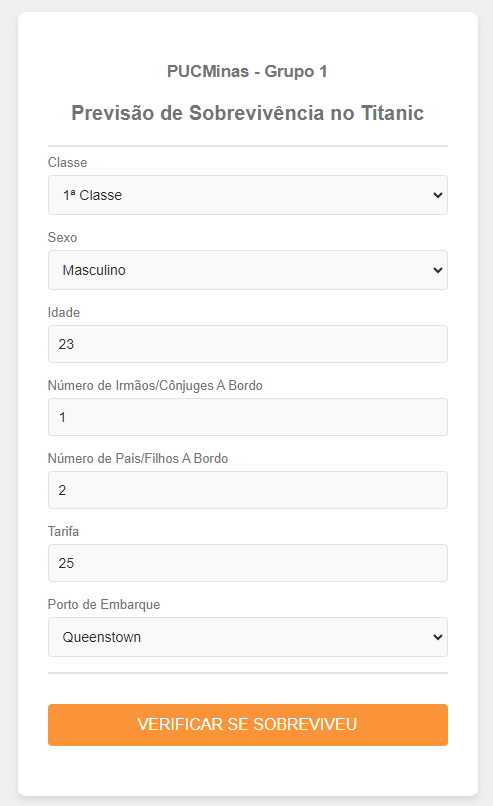 PUCMinas - Grupo 1
Previsão de Sobrevivência no Titanic
Classe
1ª Classe
Sexo
Masculino
Idade
23
Número de Irmãos/Cônjuges A Bordo
1
Número de Pais/Filhos A Bordo
2
Tarifa
25
Porto de Embarque
Queenstown
VERIFICAR SE SOBREVIVEU